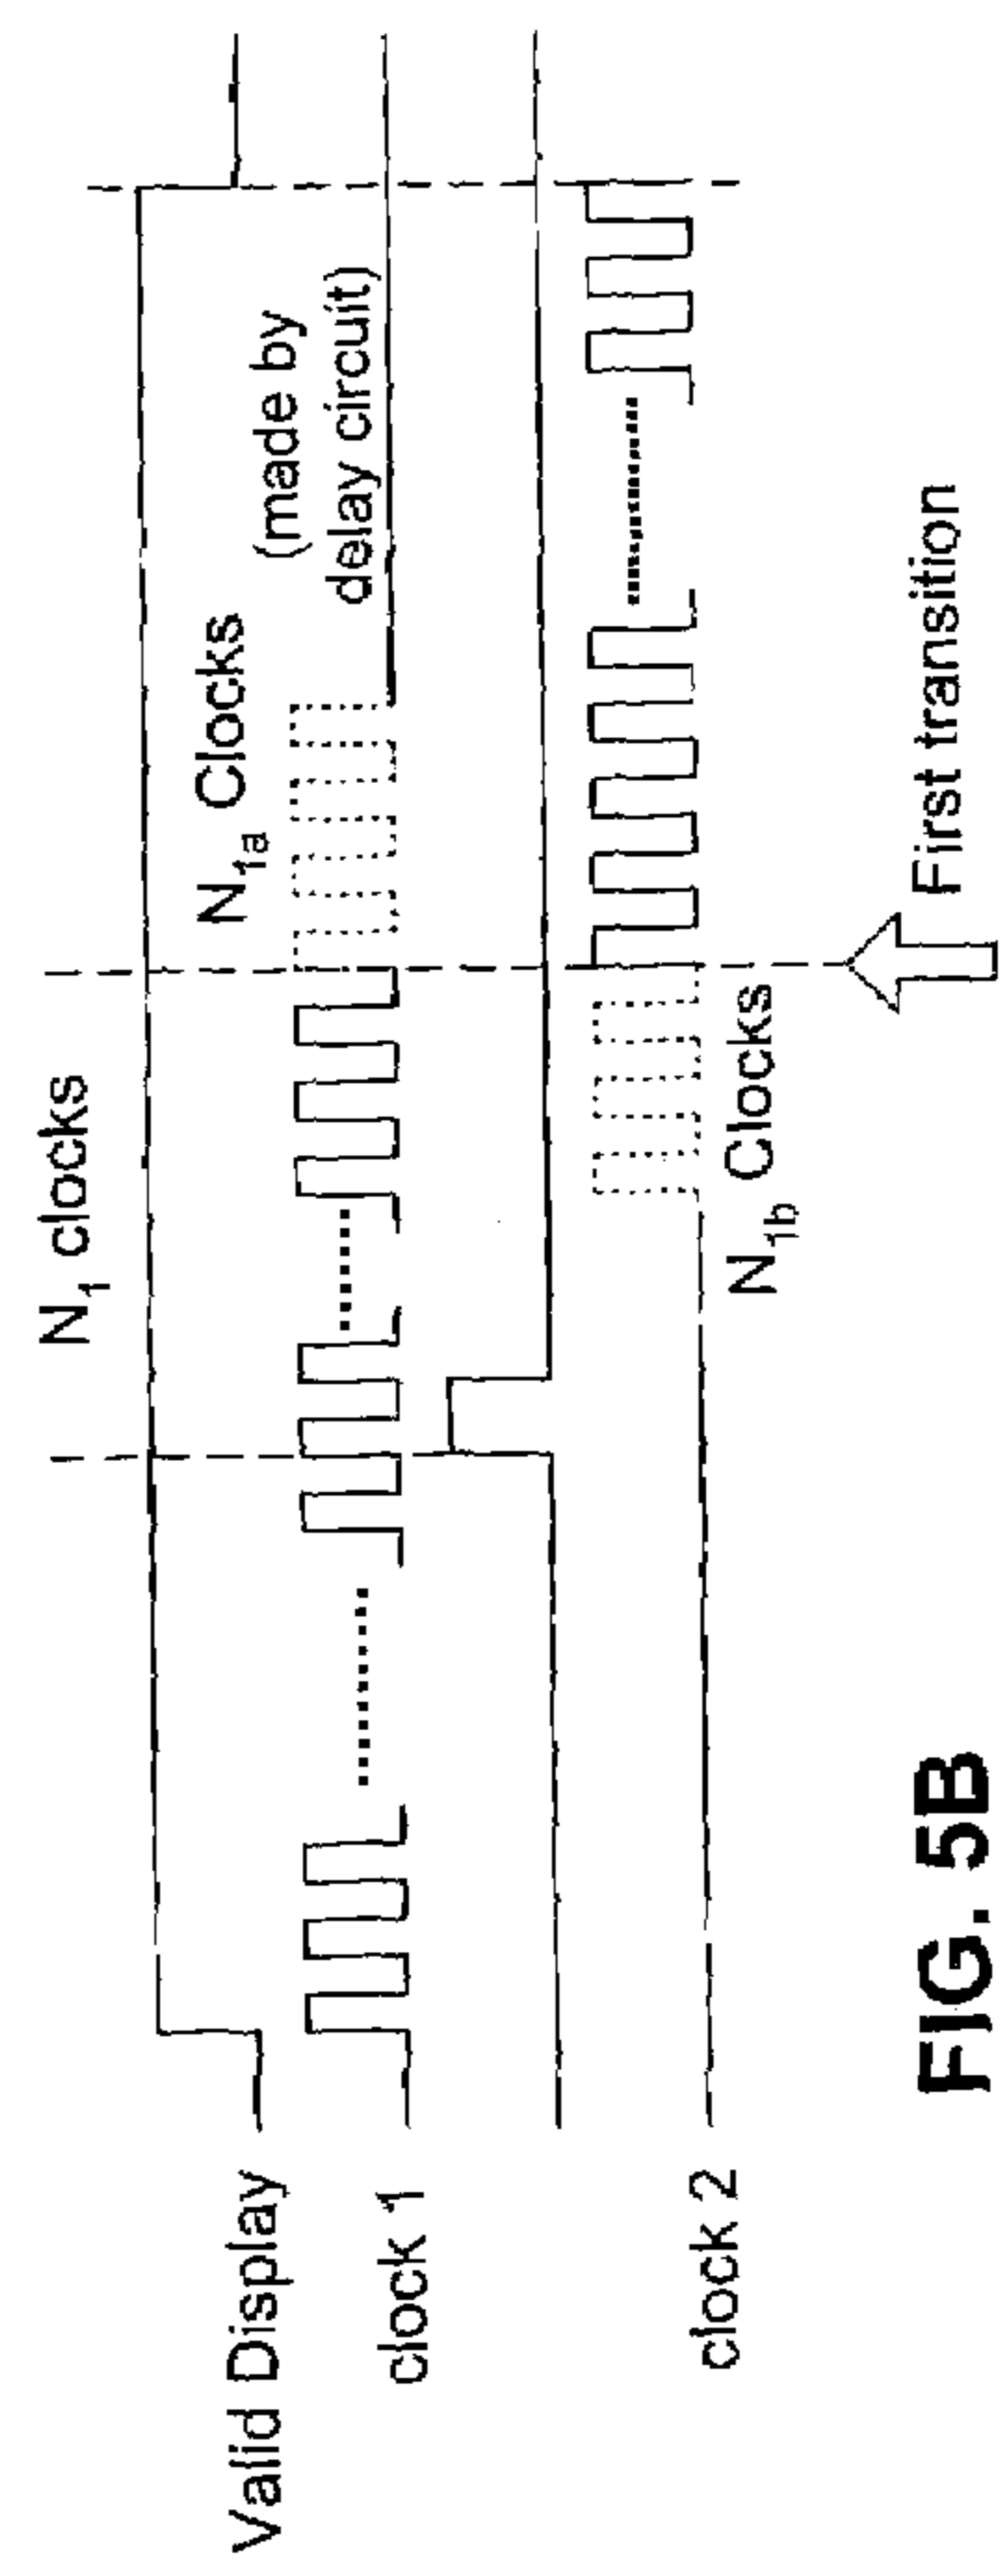 N1 clocks
N1a Clocks
(made by
delay circuit)
Valid Display
clock 1
clock 2
N1b Clocks
First transition
FIG. 5B